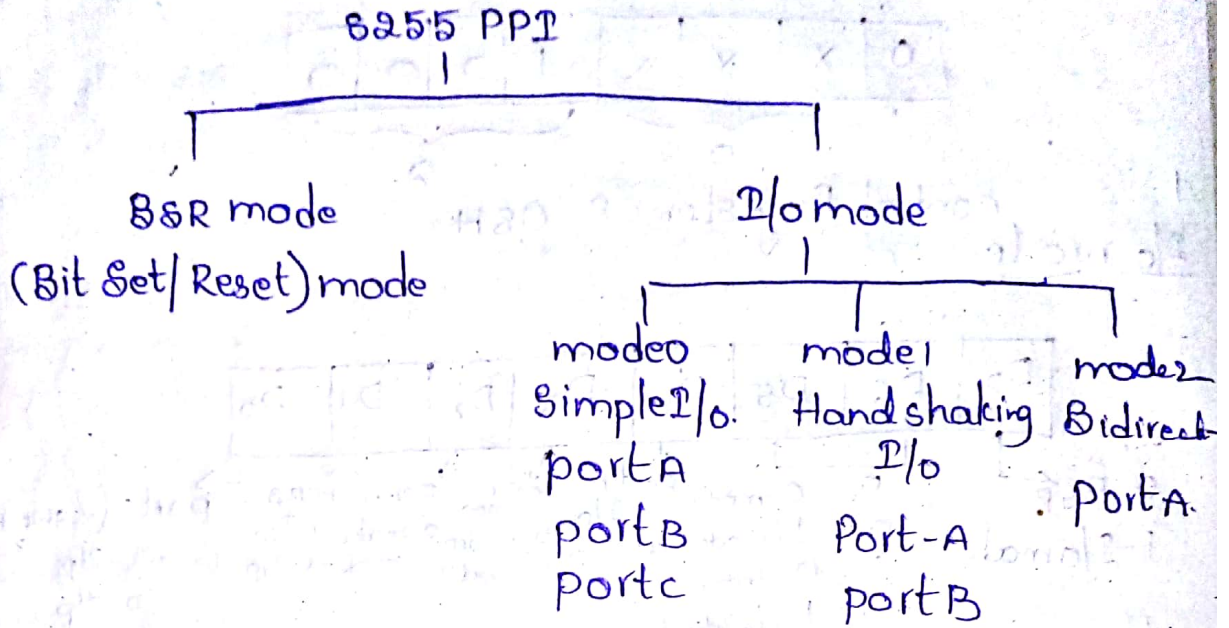 8255 PPI
BSR mode
(Bit Set/Reset) mode
I/o mode
mode0
Simple I/o.
portA
portB
portc
mode1
Handshaking
I/o
Port-A
portB
mode2
Bidirect
PortA.